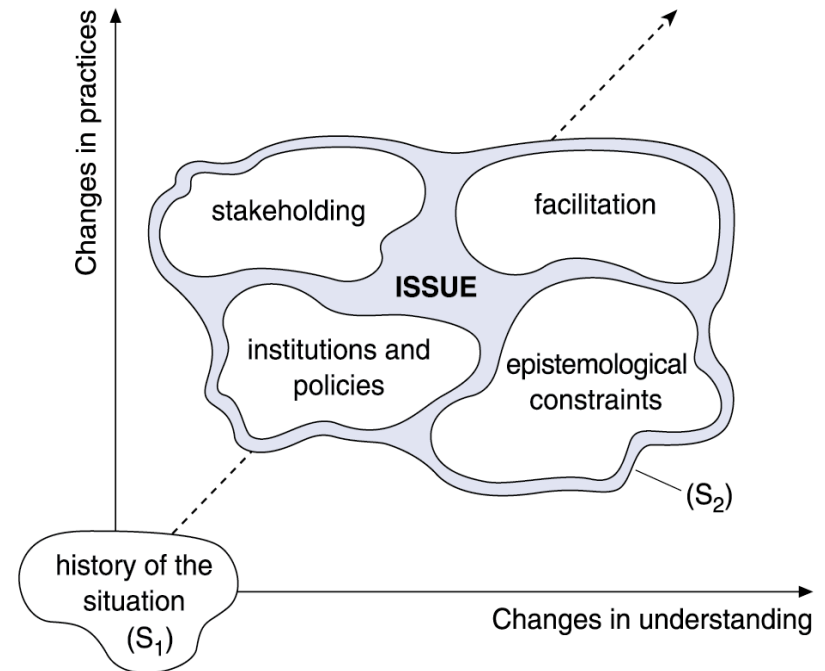 Changes in practices
stakeholding
facilitation
ISSUE
institutions and
policies
epistemological
constraints
(S₂)
history of the
situation
(S₁)
Changes in understanding